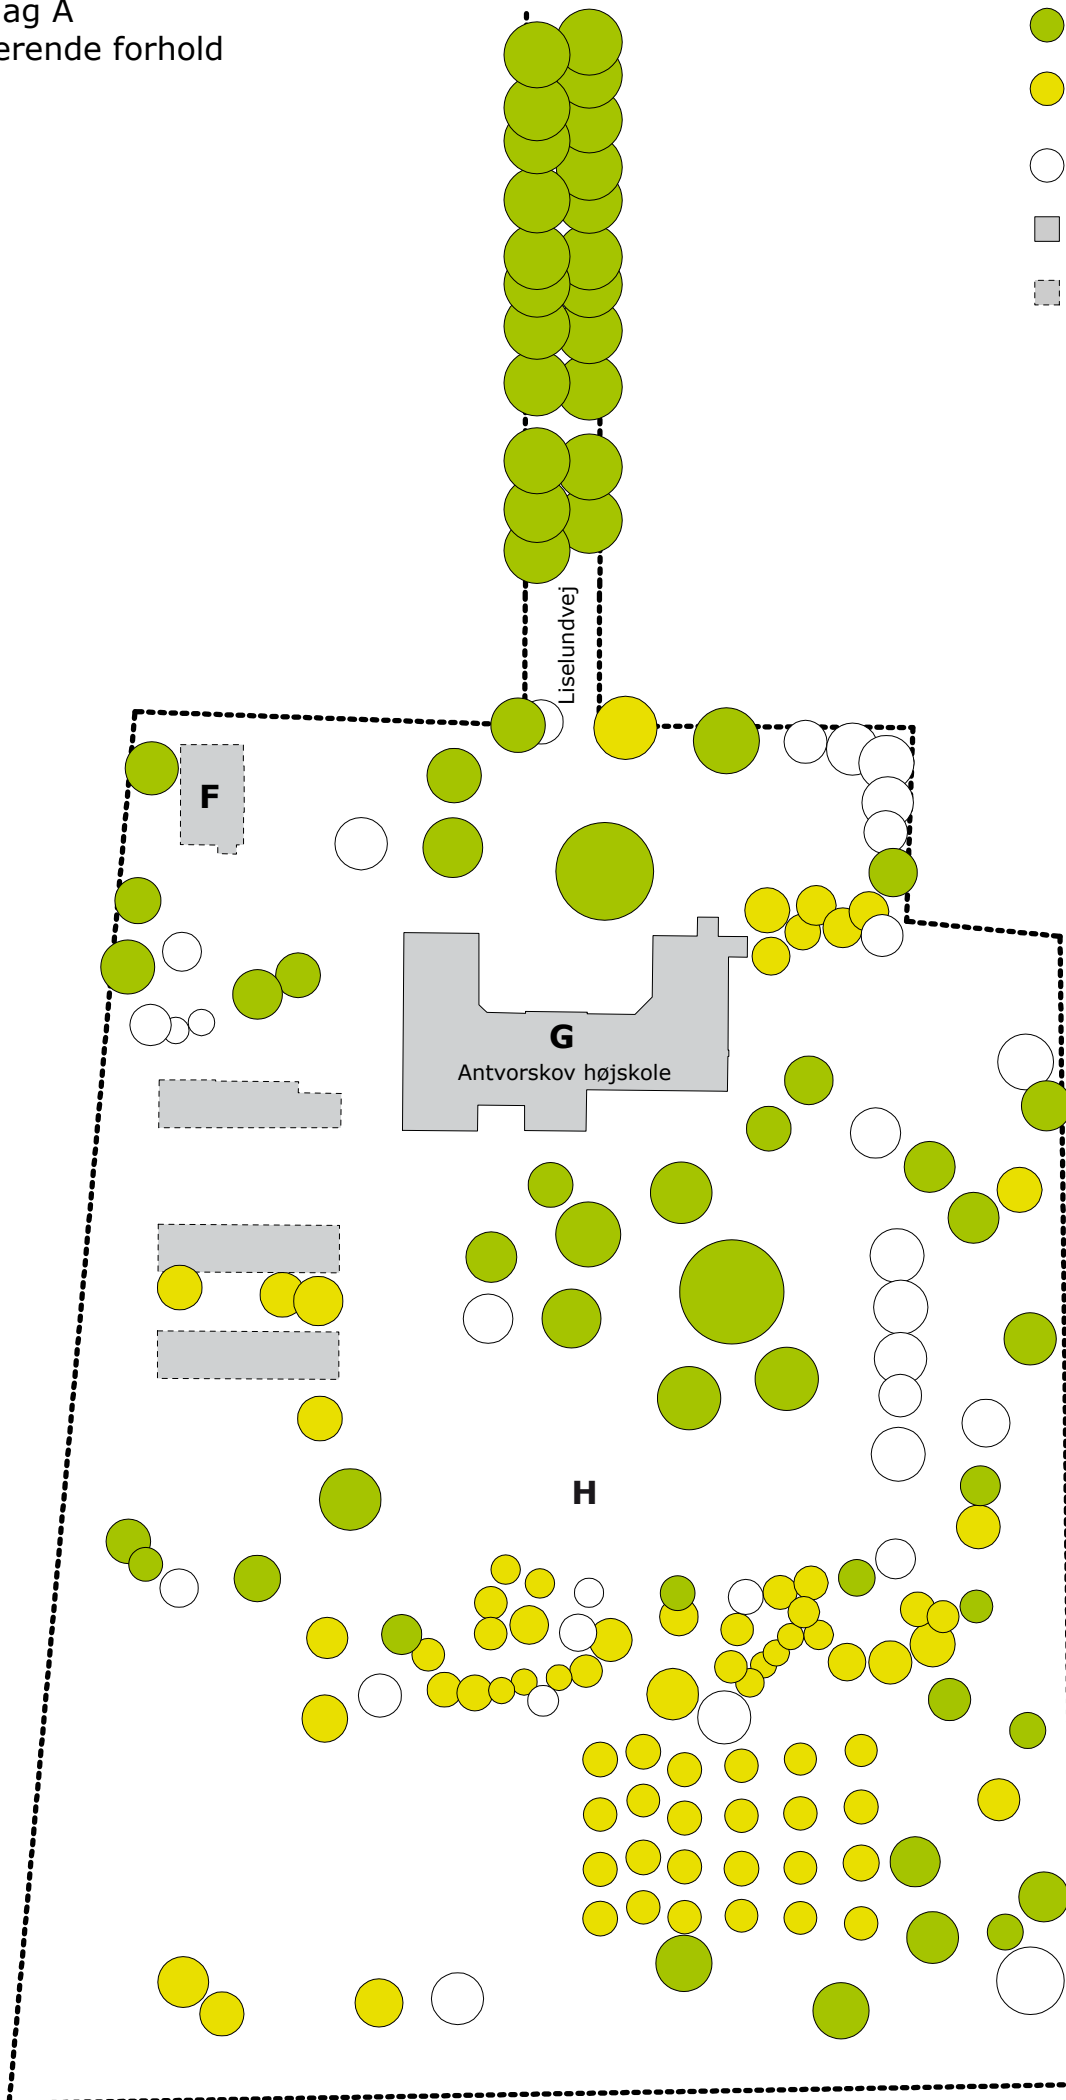 ag A
erende forhold
Liselundvej
F
G
Antvorskov højskole
H